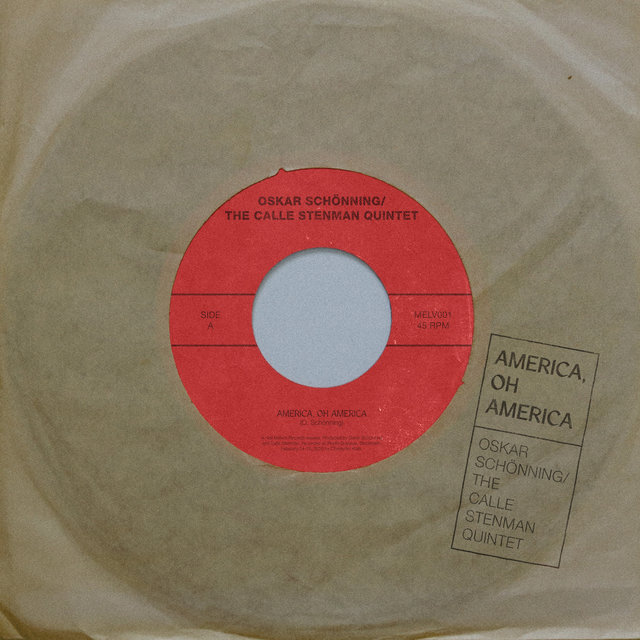 OSKAR SCHÖNNING/
THE CALLE STENMAN QUINTET
SIDE
A
MELV001
45 RPM
AMERICA, OH AMERICA
(O. Schönning)
AMERICA,
OH
AMERICA
OSKAR
SCHÖNNING/
THE
CALLE
STENMAN
QUINTET